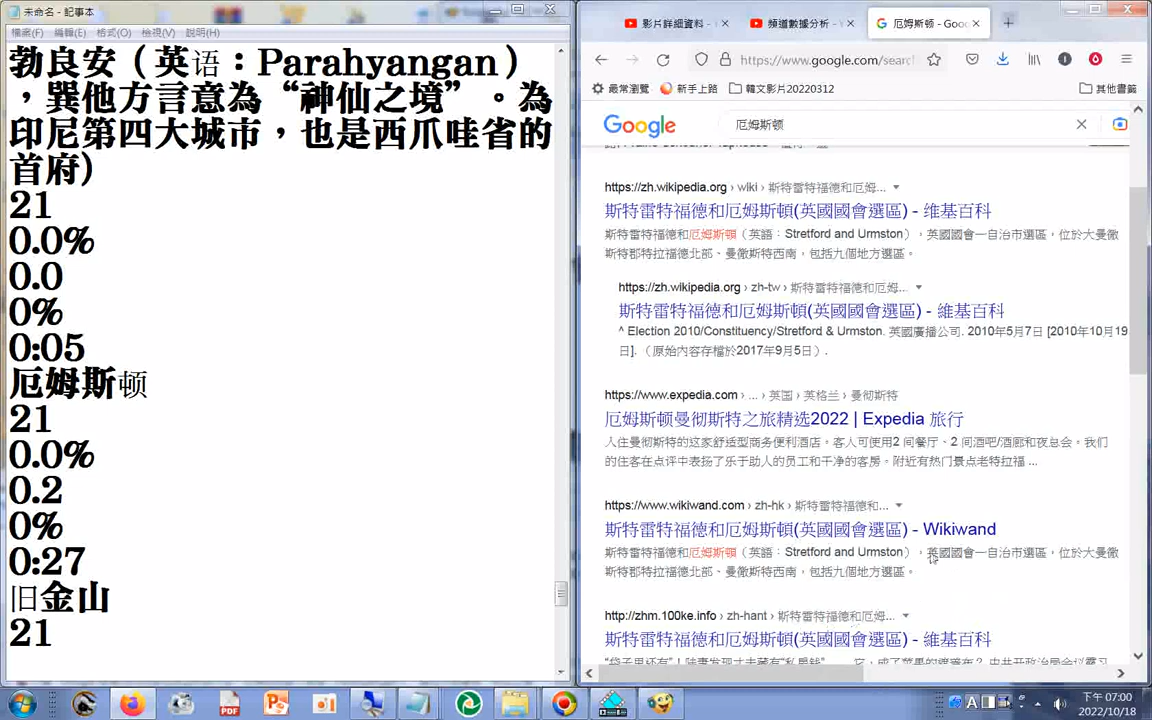 未命名 - 記事本
檔案(F) 編輯(E) 格式(O) 檢視(V) 說明(H)
勃良安（英语：Parahyangan）
，巽他方言意為“神仙之境”。為
印尼第四大城市，也是西爪哇省的
首府)
21
0.0%
0.0
0%
0:05
厄姆斯顿
21
0.0%
0.2
0%
0:27
旧金山
21
影片詳細資料 -
頻道數據分析 -
厄姆斯顿 - Goo
https://www.google.com/searc
最常瀏覽
新手上路
韓文影片20220312
其他書籤
Google
厄姆斯顿
https://zh.wikipedia.org › wiki › 斯特雷特福德和厄姆...
斯特雷特福德和厄姆斯頓(英國國會選區) - 维基百科
斯特雷特福德和厄姆斯頓（英語：Stretford and Urmston），英國國會一自治市選區，位於大曼徹
斯特郡特拉福德北部、曼徹斯特西南，包括九個地方選區。
https://zh.wikipedia.org › zh-tw › 斯特雷特福德和厄姆...
斯特雷特福德和厄姆斯頓(英國國會選區) - 維基百科
^ Election 2010/Constituency/Stretford & Urmston. 英國廣播公司. 2010年5月7日 [2010年10月19
日]. （原始內容存檔於2017年9月5日）.
https://www.expedia.com › ... › 英国 › 英格兰 › 曼彻斯特
厄姆斯顿曼彻斯特之旅精选2022 | Expedia 旅行
入住曼彻斯特的这家舒适型商务便利酒店。客人可使用2 间餐厅、2 间酒吧/酒廊和夜总会。我们
的住客在点评中表扬了乐于助人的员工和干净的客房。附近有热门景点老特拉福 ...
https://www.wikiwand.com › zh-hk › 斯特雷特福德和...
斯特雷特福德和厄姆斯頓(英國國會選區) - Wikiwand
斯特雷特福德和厄姆斯頓（英語：Stretford and Urmston），英國國會一自治市選區，位於大曼徹
斯特郡特拉福德北部、曼徹斯特西南，包括九個地方選區。
http://zhm.100ke.info › zh-hant › 斯特雷特福德和厄姆...
斯特雷特福德和厄姆斯頓(英國國會選區) - 維基百科
下午 07:00
2022/10/18